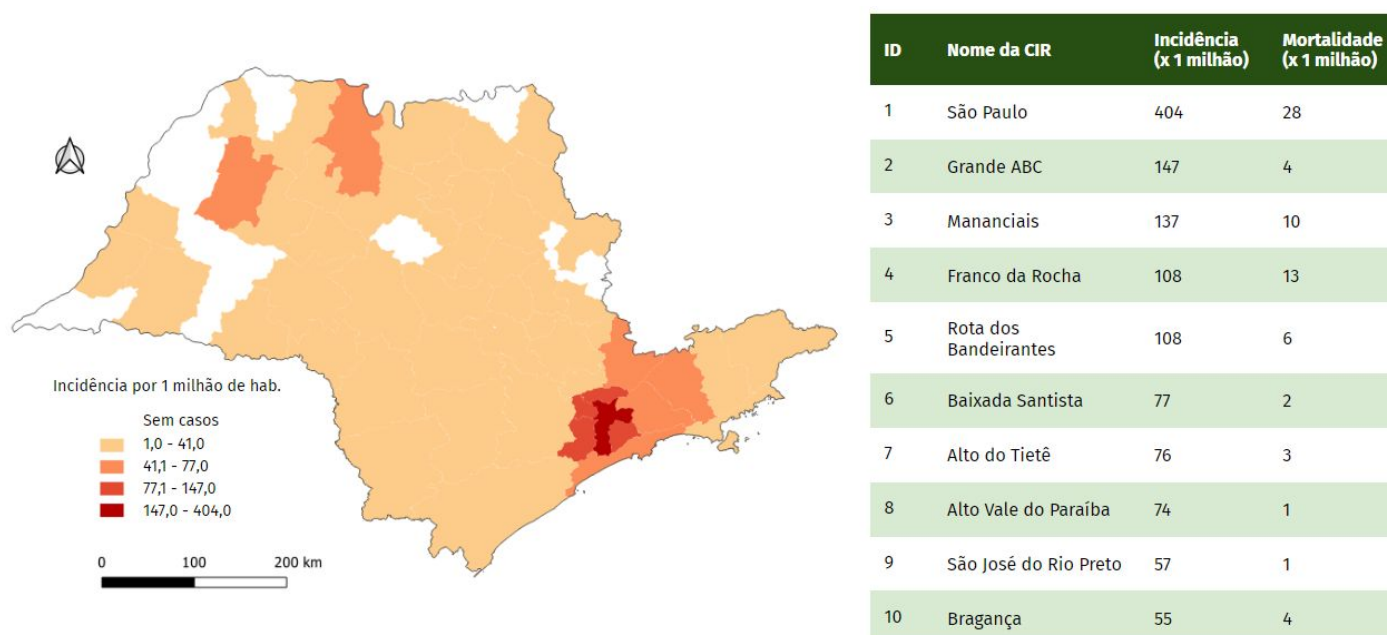 Incidência por 1 milhão de hab.
Sem casos
1,0 - 41,0
41,1 - 77,0
77,1 - 147,0
147,0 - 404,0
0 100 200 km
ID Nome da CIR Incidência (x 1 milhão) Mortalidade (x 1 milhão)
1 São Paulo 404 28
2 Grande ABC 147 4
3 Mananciais 137 10
4 Franco da Rocha 108 13
5 Rota dos Bandeirantes 108 6
6 Baixada Santista 77 2
7 Alto do Tietê 76 3
8 Alto Vale do Paraíba 74 1
9 São José do Rio Preto 57 1
10 Bragança 55 4